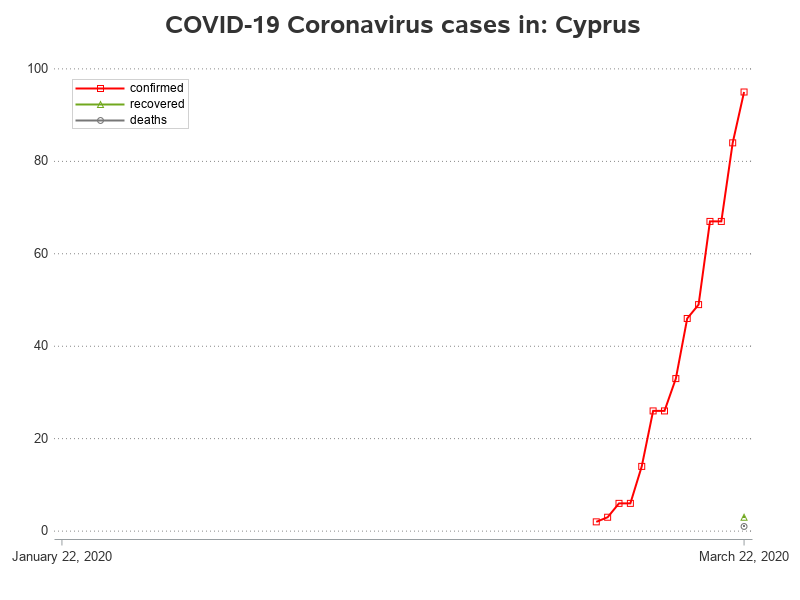 COVID-19 Coronavirus cases in: Cyprus
100
80
60
40
20
0
confirmed
recovered
deaths
January 22, 2020
March 22, 2020